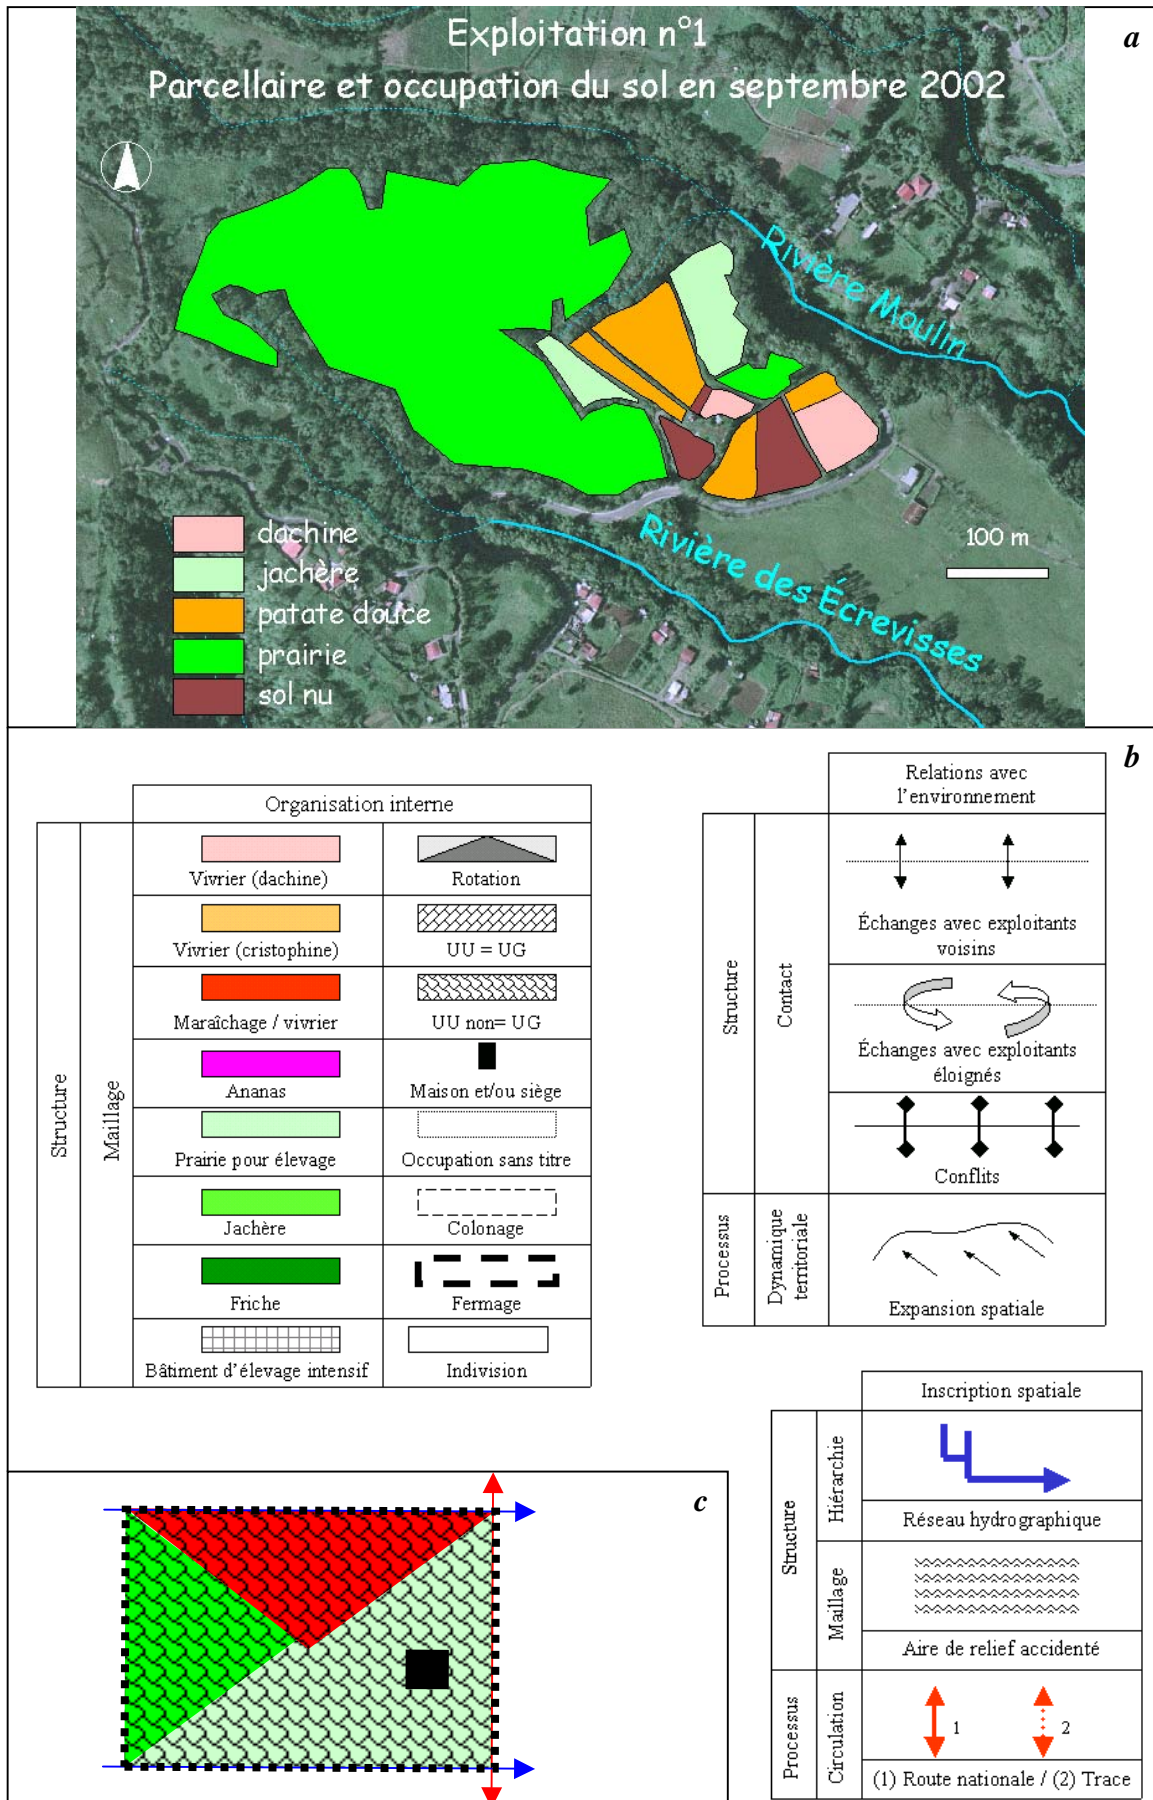 a
Exploitation n°1
Parcellaire et occupation du sol en septembre 2002
Rivière Moulin
Rivière des Écrevisses
100 m
dachine
jachère
patate douce
prairie
sol nu
b
Organisation interne
Structure
Maillage
Vivrier (dachine)
Rotation
Vivrier (cristophine)
UU = UG
Maraîchage / vivrier
UU non= UG
Ananas
Maison et/ou siège
Prairie pour élevage
Occupation sans titre
Jachère
Colonage
Friche
Fermage
Bâtiment d'élevage intensif
Indivision
Relations avec
l'environnement
Structure
Contact
Échanges avec exploitants
voisins
Échanges avec exploitants
éloignés
Conflits
Processus
Dynamique
territoriale
Expansion spatiale
Inscription spatiale
Structure
Hiérarchie
Réseau hydrographique
Maillage
Aire de relief accidenté
Processus
Circulation
1
2
(1) Route nationale / (2) Trace
c